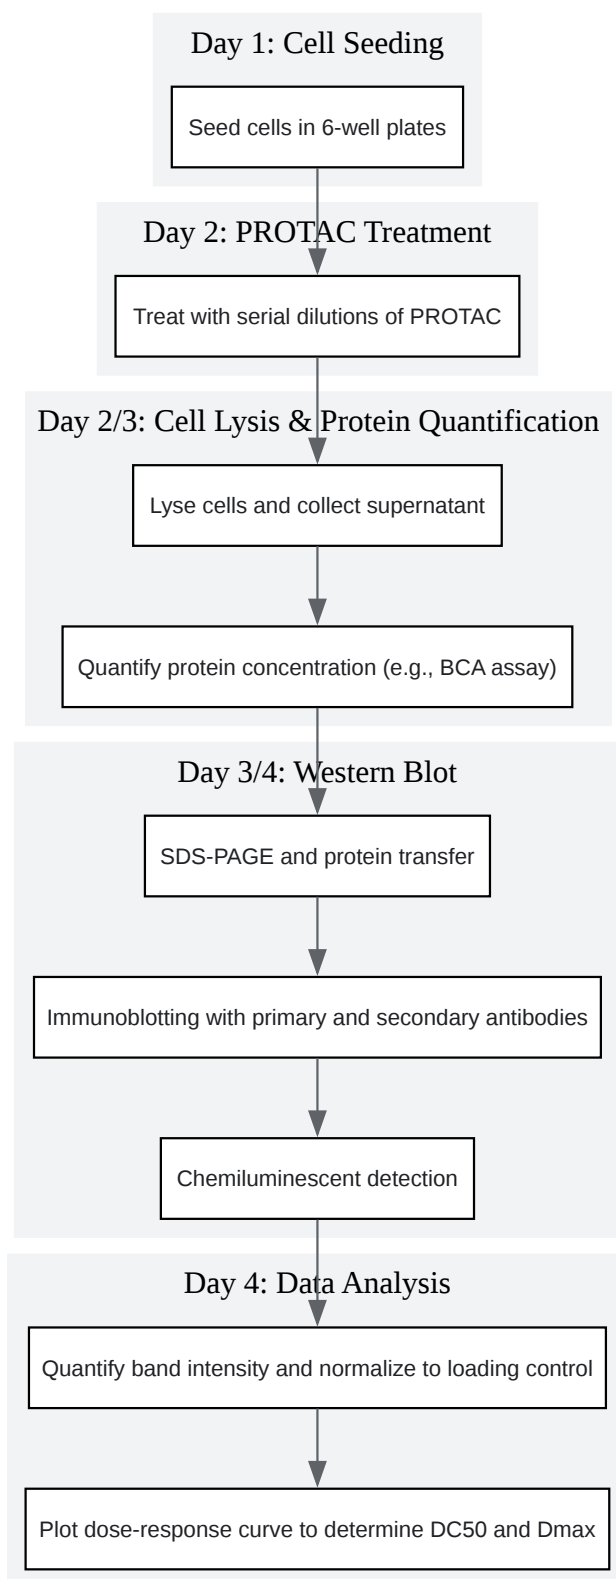 Day 1: Cell Seeding
Seed cells in 6-well plates
Day 2: PROTAC Treatment
Treat with serial dilutions of PROTAC
Day 2/3: Cell Lysis & Protein Quantification
Lyse cells and collect supernatant
Quantify protein concentration (e.g., BCA assay)
Day 3/4: Western Blot
SDS-PAGE and protein transfer
Immunoblotting with primary and secondary antibodies
Chemiluminescent detection
Day 4: Data Analysis
Quantify band intensity and normalize to loading control
Plot dose-response curve to determine DC50 and Dmax